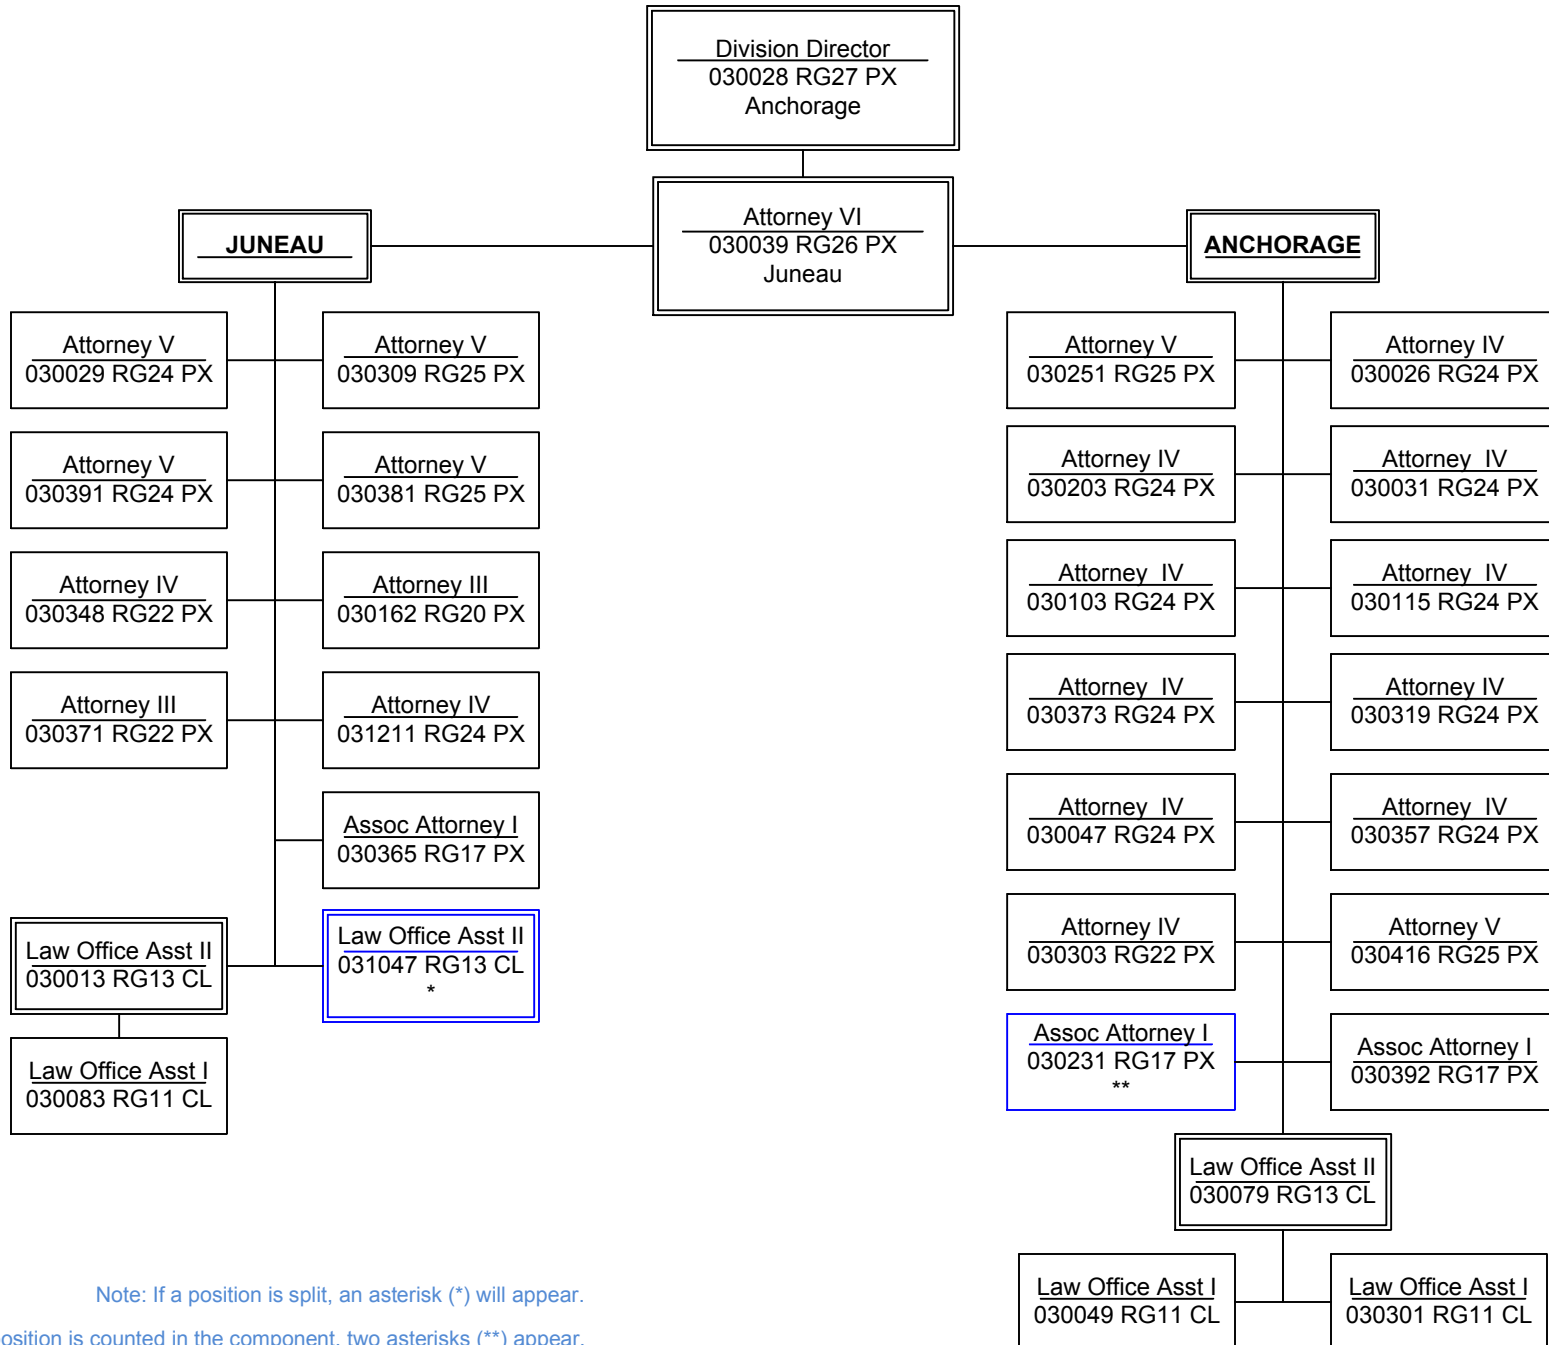 Division Director
030028 RG27 PX
Anchorage
Attorney VI
030039 RG26 PX
Juneau
JUNEAU
Attorney V
030029 RG24 PX
Attorney V
030309 RG25 PX
Attorney V
030391 RG24 PX
Attorney V
030381 RG25 PX
Attorney IV
030348 RG22 PX
Attorney III
030162 RG20 PX
Attorney III
030371 RG22 PX
Attorney IV
031211 RG24 PX
Assoc Attorney I
030365 RG17 PX
Law Office Asst II
030013 RG13 CL
Law Office Asst II
031047 RG13 CL
*
Law Office Asst I
030083 RG11 CL
ANCHORAGE
Attorney V
030251 RG25 PX
Attorney IV
030026 RG24 PX
Attorney IV
030203 RG24 PX
Attorney  IV
030031 RG24 PX
Attorney  IV
030103 RG24 PX
Attorney  IV
030115 RG24 PX
Attorney  IV
030373 RG24 PX
Attorney IV
030319 RG24 PX
Attorney  IV
030047 RG24 PX
Attorney  IV
030357 RG24 PX
Attorney IV
030303 RG22 PX
Attorney V
030416 RG25 PX
Assoc Attorney I
030231 RG17 PX
**
Assoc Attorney I
030392 RG17 PX
Law Office Asst II
030079 RG13 CL
Law Office Asst I
030049 RG11 CL
Law Office Asst I
030301 RG11 CL
Note: If a position is split, an asterisk (*) will appear.
position is counted in the component, two asterisks (**) appear.